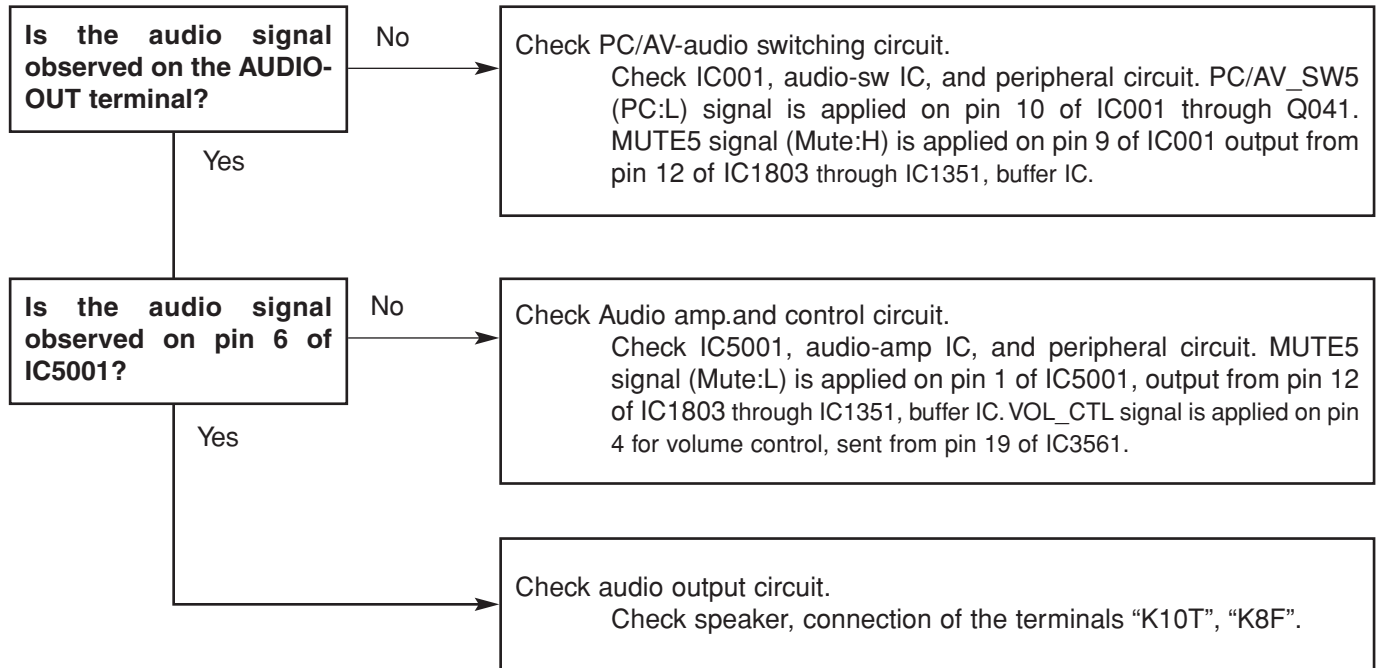 Is the audio signal
observed on the AUDIO-
OUT terminal?
No
Check PC/AV-audio switching circuit.
Check IC001, audio-sw IC, and peripheral circuit. PC/AV_SW5
(PC:L) signal is applied on pin 10 of IC001 through Q041.
MUTE5 signal (Mute:H) is applied on pin 9 of IC001 output from
pin 12 of IC1803 through IC1351, buffer IC.
Yes
Is the audio signal
observed on pin 6 of
IC5001?
No
Check Audio amp.and control circuit.
Check IC5001, audio-amp IC, and peripheral circuit. MUTE5
signal (Mute:L) is applied on pin 1 of IC5001, output from pin 12
of IC1803 through IC1351, buffer IC. VOL_CTL signal is applied on pin
4 for volume control, sent from pin 19 of IC3561.
Yes
Check audio output circuit.
Check speaker, connection of the terminals “K10T”, “K8F”.